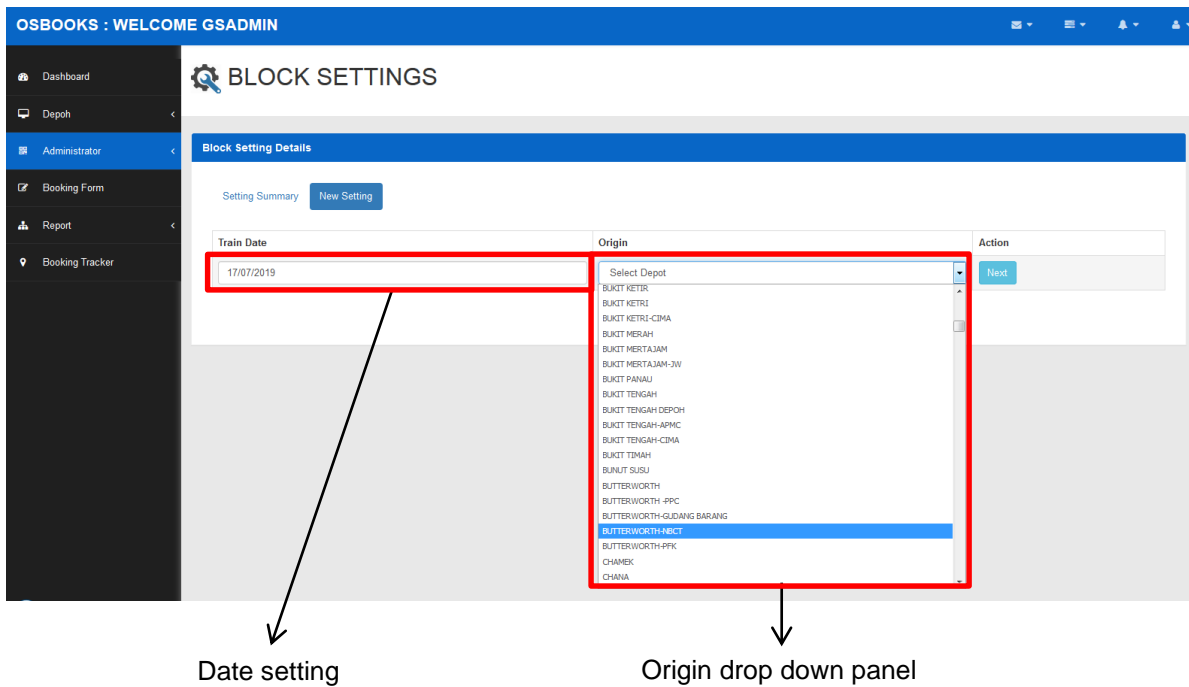 OSBOOKS : WELCOME GSADMIN
Dashboard
Depoh
Administrator
Booking Form
Report
Booking Tracker
BLOCK SETTINGS
Block Setting Details
Setting Summary New Setting
Train Date Origin Action
17/07/2019 Select Depot Next
BUKIT KETIR
BUKIT KETRI
BUKIT KETRI-CIMA
BUKIT MERAH
BUKIT MERTAJAM
BUKIT MERTAJAM-JW
BUKIT PANAU
BUKIT TENGAH
BUKIT TENGAH DEPOH
BUKIT TENGAH-APMC
BUKIT TENGAH-CIMA
BUKIT TIMAH
BUNUT SUSU
BUTTERWORTH
BUTTERWORTH -PPC
BUTTERWORTH-GUDANG BARANG
BUTTERWORTH-NBCT
BUTTERWORTH-PFK
CHAMEK
CHANA
Date setting Origin drop down panel